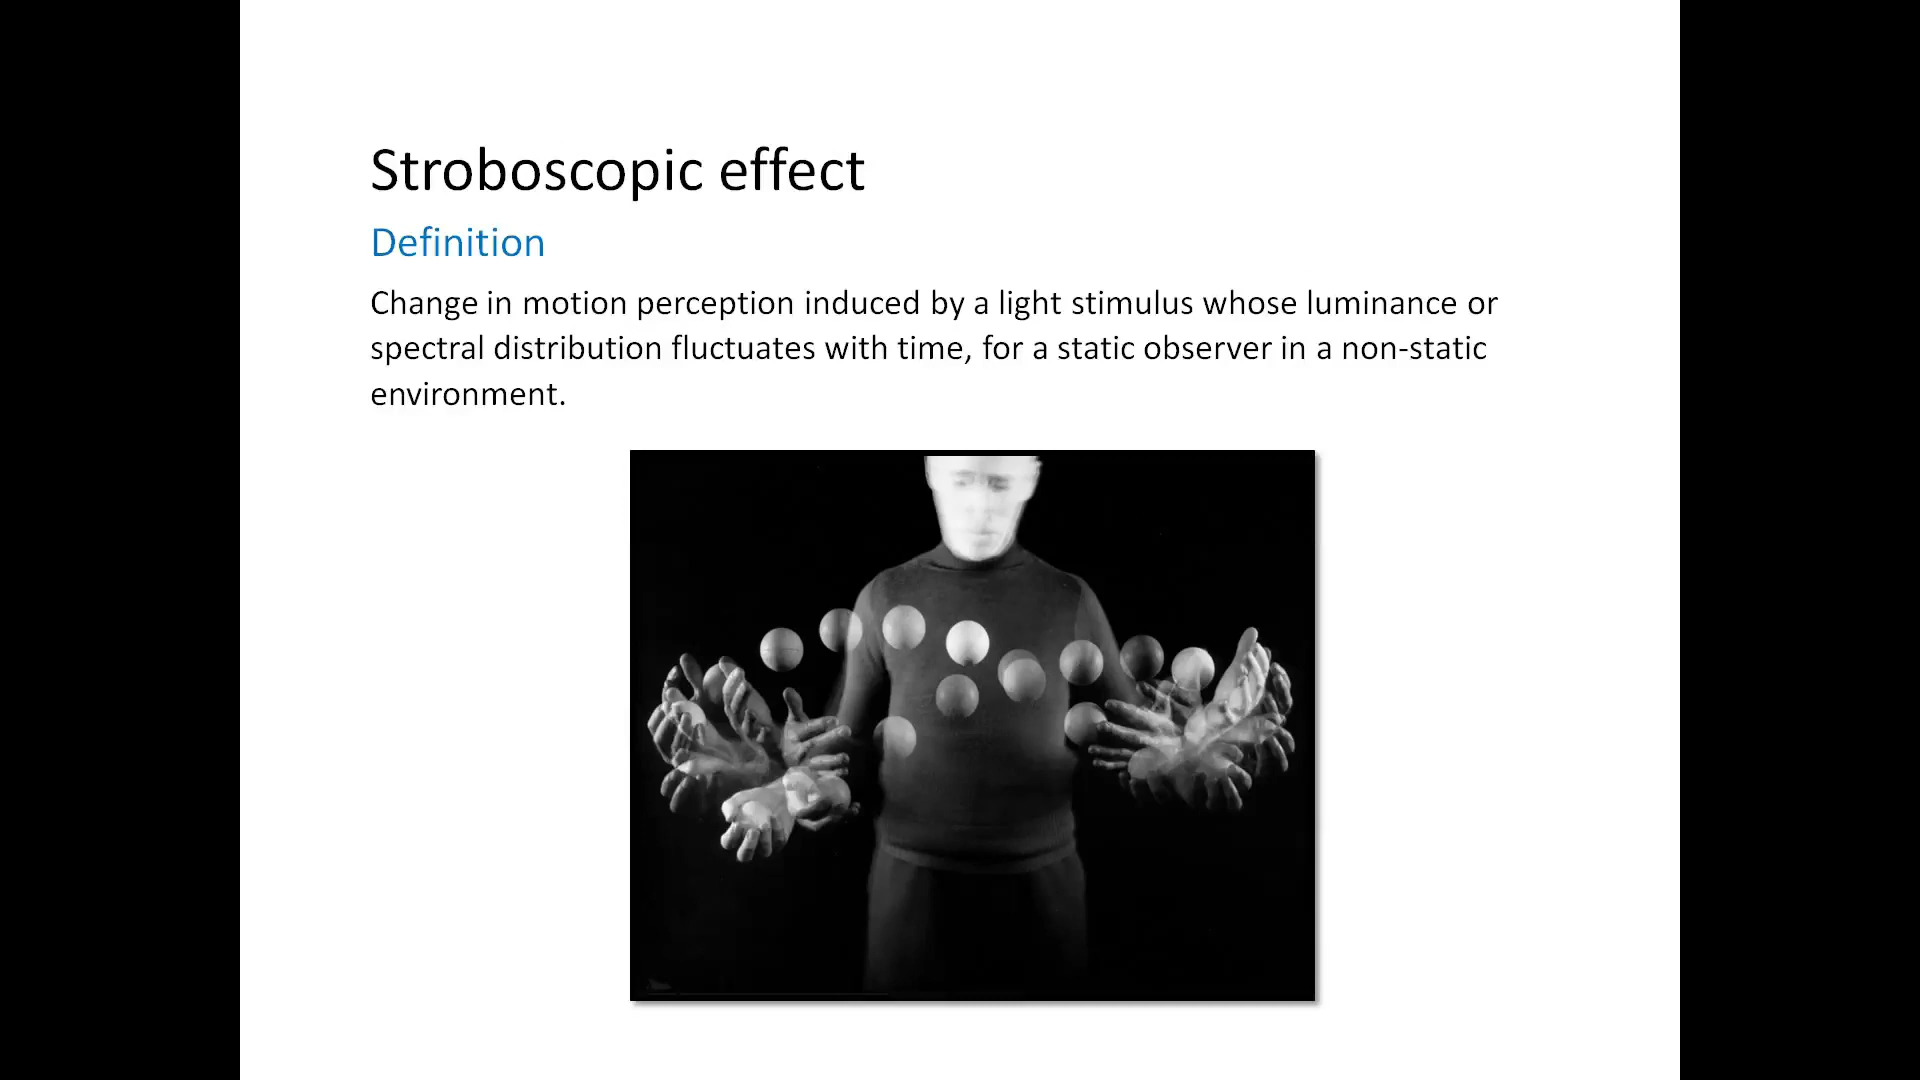 Stroboscopic effect
Definition
Change in motion perception induced by a light stimulus whose luminance or
spectral distribution fluctuates with time, for a static observer in a non-static
environment.